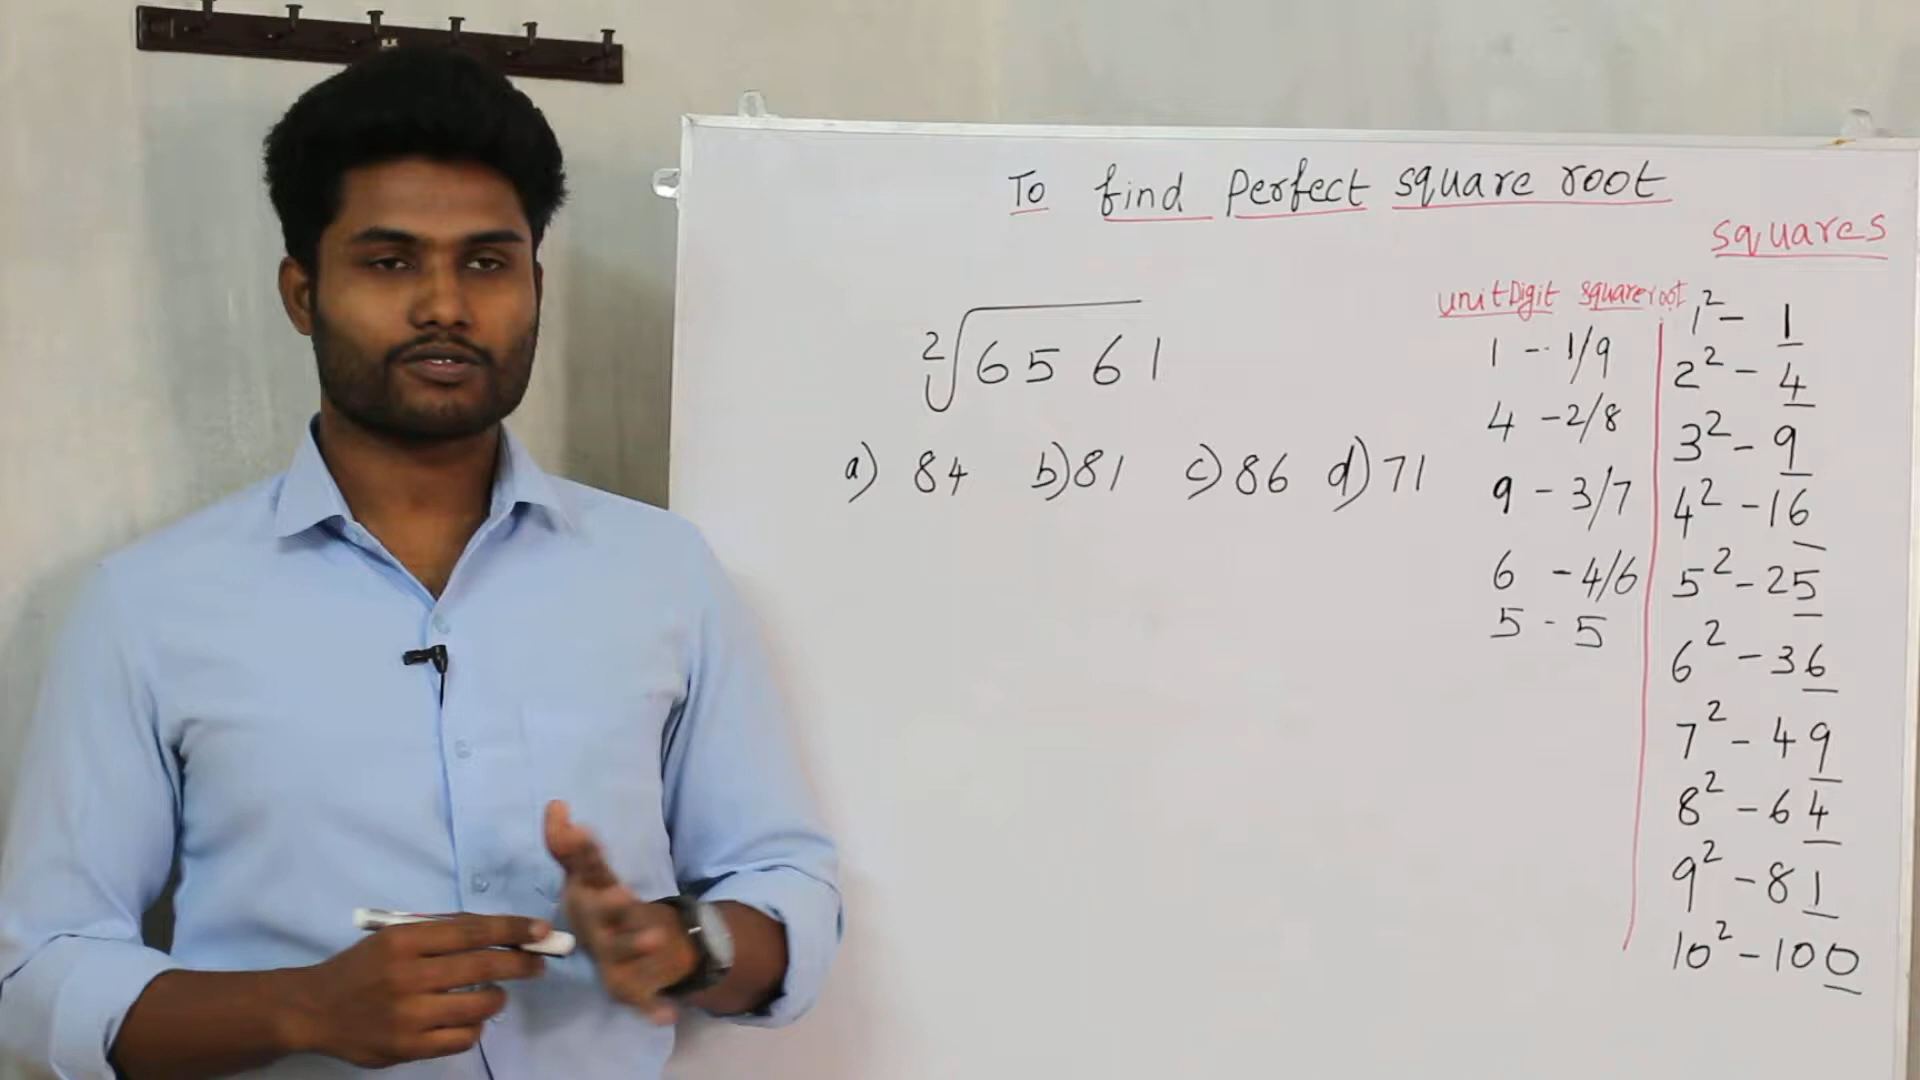 To find Perfect square root
squares
unitDigit squareroot
²√6561
a) 84 b) 81 c) 86 d) 71
1 - 1/9
4 - 2/8
9 - 3/7
6 - 4/6
5 - 5
1² - 1
2² - 4
3² - 9
4² - 16
5² - 25
6² - 36
7² - 49
8² - 64
9² - 81
10² - 100